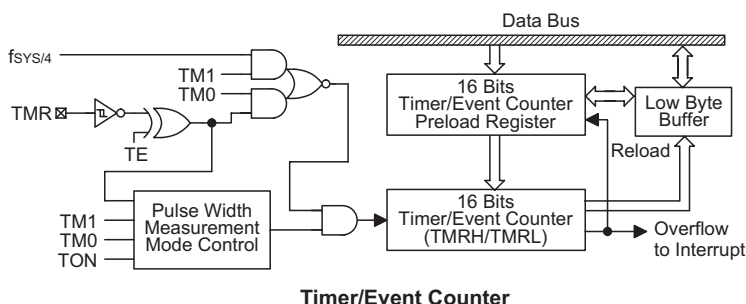 Data Bus
fSYS/4
TM1
TM0
TMR
TE
16 Bits
Timer/Event Counter
Preload Register
Low Byte
Buffer
Reload
TM1
TM0
TON
Pulse Width
Measurement
Mode Control
16 Bits
Timer/Event Counter
(TMRH/TMRL)
Overflow
to Interrupt
Timer/Event Counter